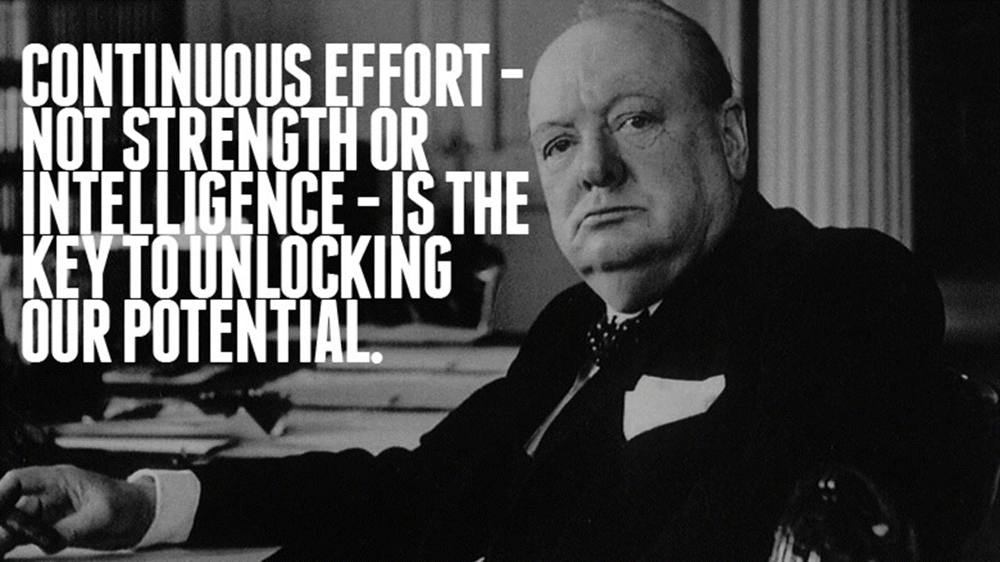 CONTINUOUS EFFORT -
NOT STRENGTH OR
INTELLIGENCE - IS THE
KEY TO UNLOCKING
OUR POTENTIAL.